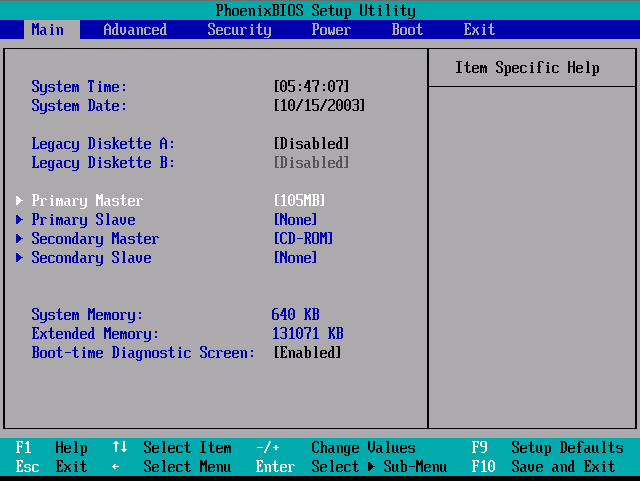 PhoenixBIOS Setup Utility
Main Advanced Security Power Boot Exit
Item Specific Help
System Time: [05:47:07]
System Date: [10/15/2003]
Legacy Diskette A: [Disabled]
Legacy Diskette B: [Disabled]
▶ Primary Master [105MB]
▶ Primary Slave [None]
▶ Secondary Master [CD-ROM]
▶ Secondary Slave [None]
System Memory: 640 KB
Extended Memory: 131071 KB
Boot-time Diagnostic Screen: [Enabled]
F1 Help ↑↓ Select Item -/+ Change Values F9 Setup Defaults
Esc Exit ← Select Menu Enter Select ▶ Sub-Menu F10 Save and Exit